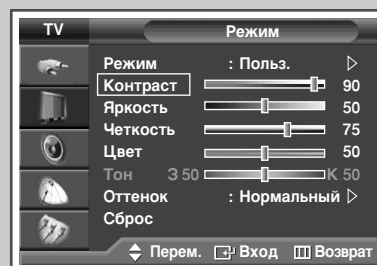 TV Режим
Режим : Польз.
Контраст 90
Яркость 50
Четкость 75
Цвет 50
Тон З 50 К 50
Оттенок : Нормальный
Сброс
Перем. Вход Возврат